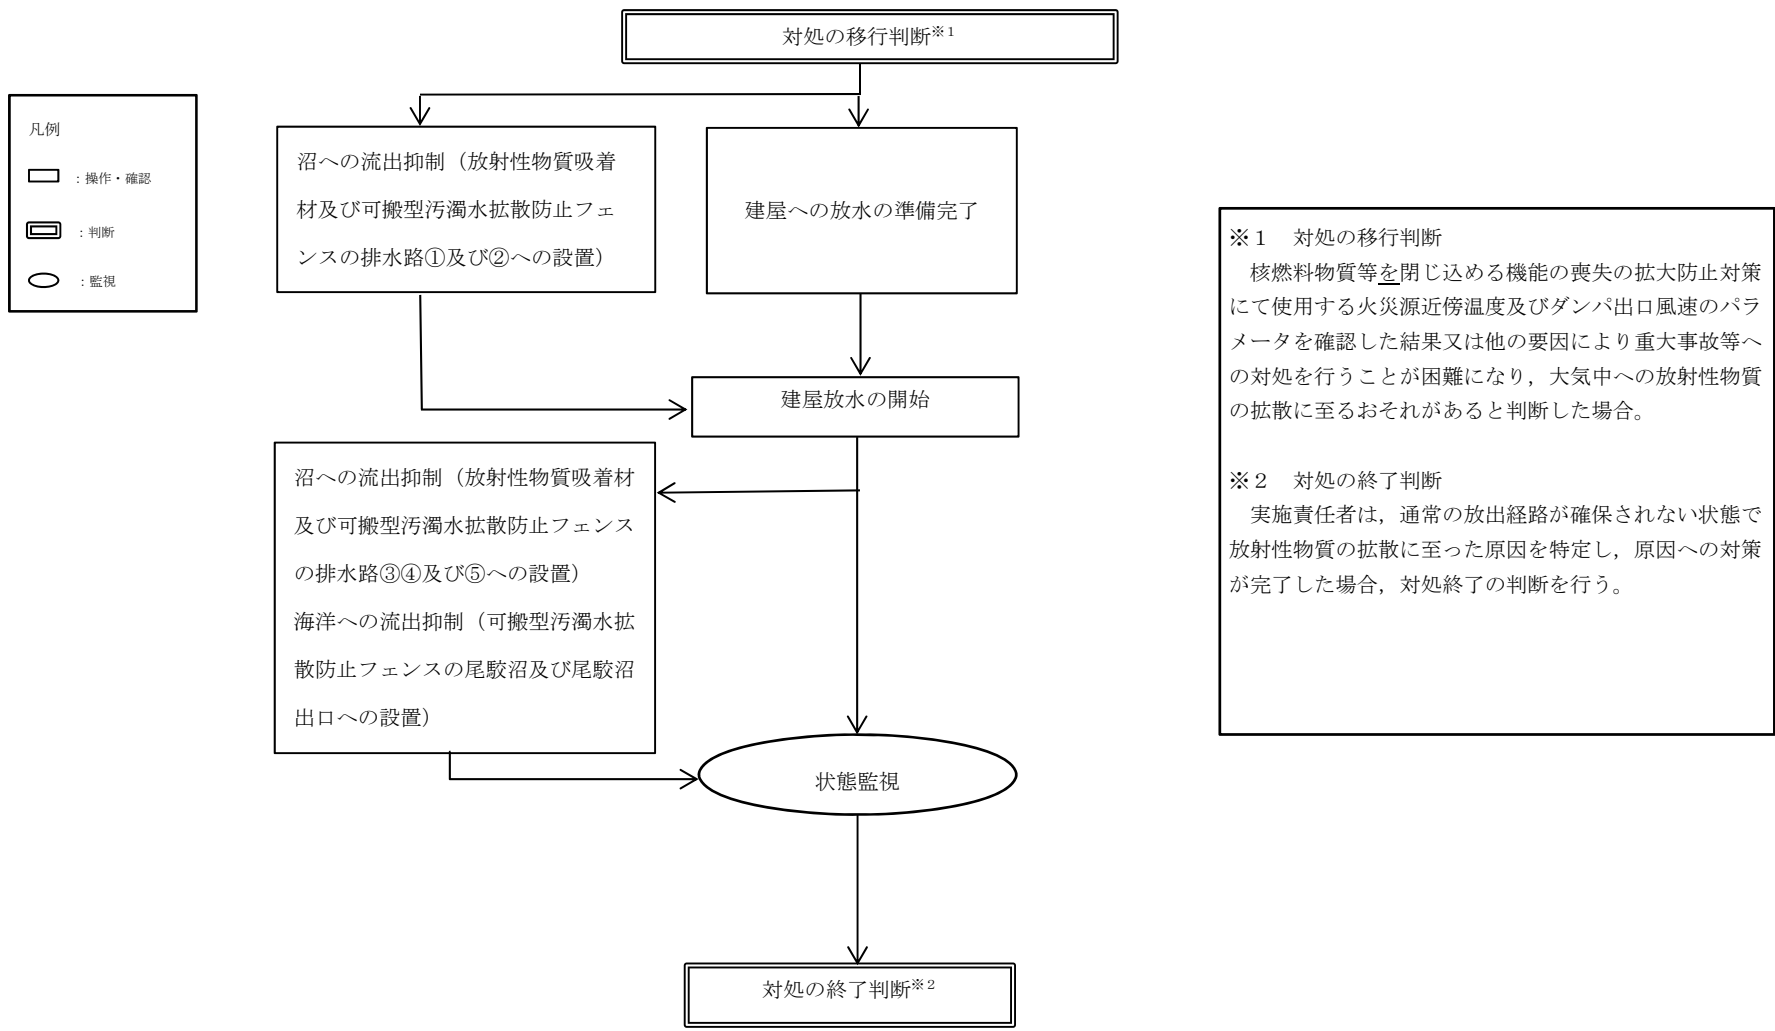 対処の移行判断※1
凡例
：操作・確認
：判断
：監視
沼への流出抑制（放射性物質吸着
材及び可搬型汚濁水拡散防止フェ
ンスの排水路①及び②への設置）
建屋への放水の準備完了
建屋放水の開始
沼への流出抑制（放射性物質吸着材
及び可搬型汚濁水拡散防止フェンス
の排水路③④及び⑤への設置）
海洋への流出抑制（可搬型汚濁水拡
散防止フェンスの尾駮沼及び尾駮沼
出口への設置）
状態監視
対処の終了判断※2
※１　対処の移行判断
核燃料物質等を閉じ込める機能の喪失の拡大防止対策
にて使用する火災源近傍温度及びダンパ出口風速のパラ
メータを確認した結果又は他の要因により重大事故等へ
の対処を行うことが困難になり，大気中への放射性物質
の拡散に至るおそれがあると判断した場合。
※２　対処の終了判断
実施責任者は，通常の放出経路が確保されない状態で
放射性物質の拡散に至った原因を特定し，原因への対策
が完了した場合，対処終了の判断を行う。